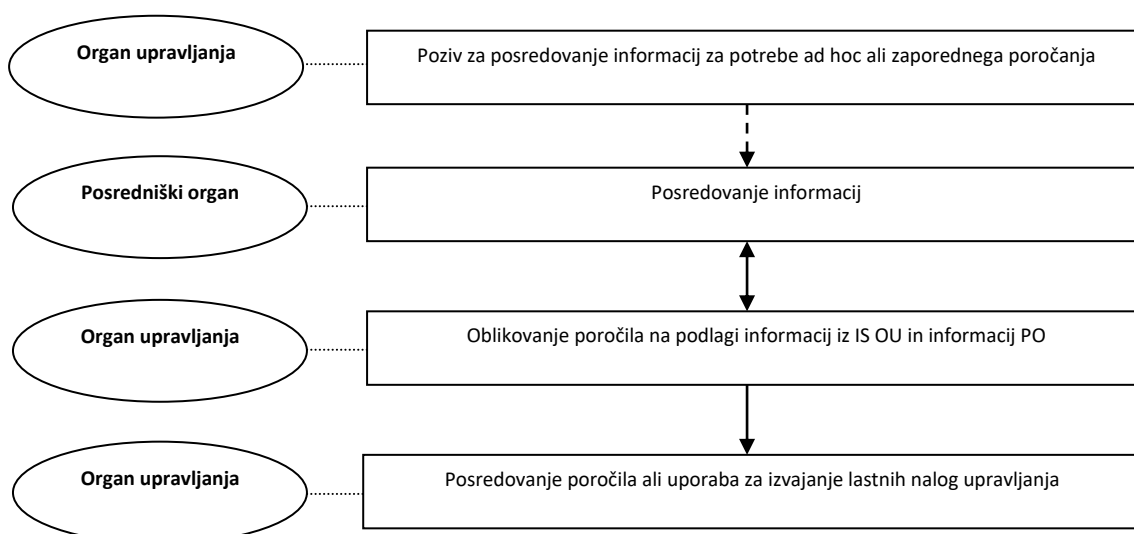 Organ upravljanja
Poziv za posredovanje informacij za potrebe ad hoc ali zaporednega poročanja
Posredniški organ
Posredovanje informacij
Organ upravljanja
Oblikovanje poročila na podlagi informacij iz IS OU in informacij PO
Organ upravljanja
Posredovanje poročila ali uporaba za izvajanje lastnih nalog upravljanja